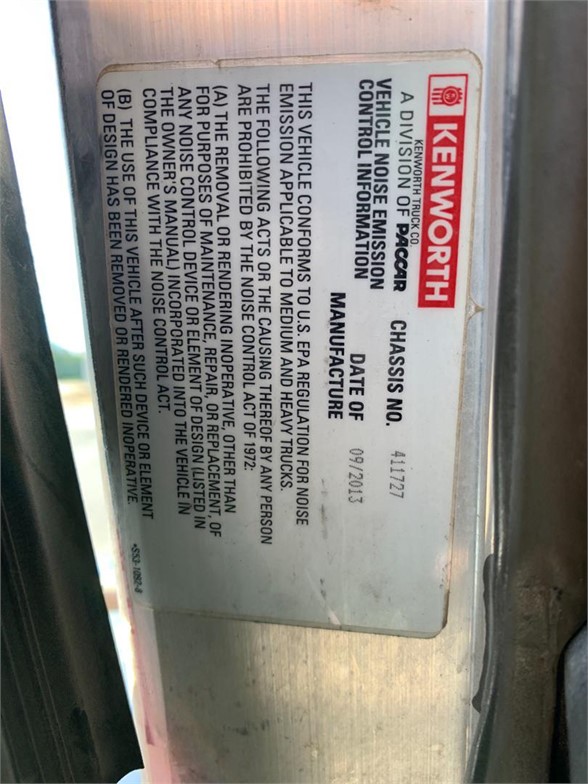 KENWORTH
KENWORTH TRUCK CO.
A DIVISION OF PACCAR
VEHICLE NOISE EMISSION
CONTROL INFORMATION
CHASSIS NO. 411727
DATE OF
MANUFACTURE
09/2013
THIS VEHICLE CONFORMS TO U.S. EPA REGULATION FOR NOISE
EMISSION APPLICABLE TO MEDIUM AND HEAVY TRUCKS.
THE FOLLOWING ACTS OR THE CAUSING THEREOF BY ANY PERSON
ARE PROHIBITED BY THE NOISE CONTROL ACT OF 1972:
(A) THE REMOVAL OR RENDERING INOPERATIVE, OTHER THAN
FOR PURPOSES OF MAINTENANCE, REPAIR, OR REPLACEMENT, OF
ANY NOISE CONTROL DEVICE OR ELEMENT OF DESIGN (LISTED IN
THE OWNER'S MANUAL) INCORPORATED INTO THE VEHICLE IN
COMPLIANCE WITH THE NOISE CONTROL ACT.
(B) THE USE OF THIS VEHICLE AFTER SUCH DEVICE OR ELEMENT
OF DESIGN HAS BEEN REMOVED OR RENDERED INOPERATIVE.
*S53-1092-8